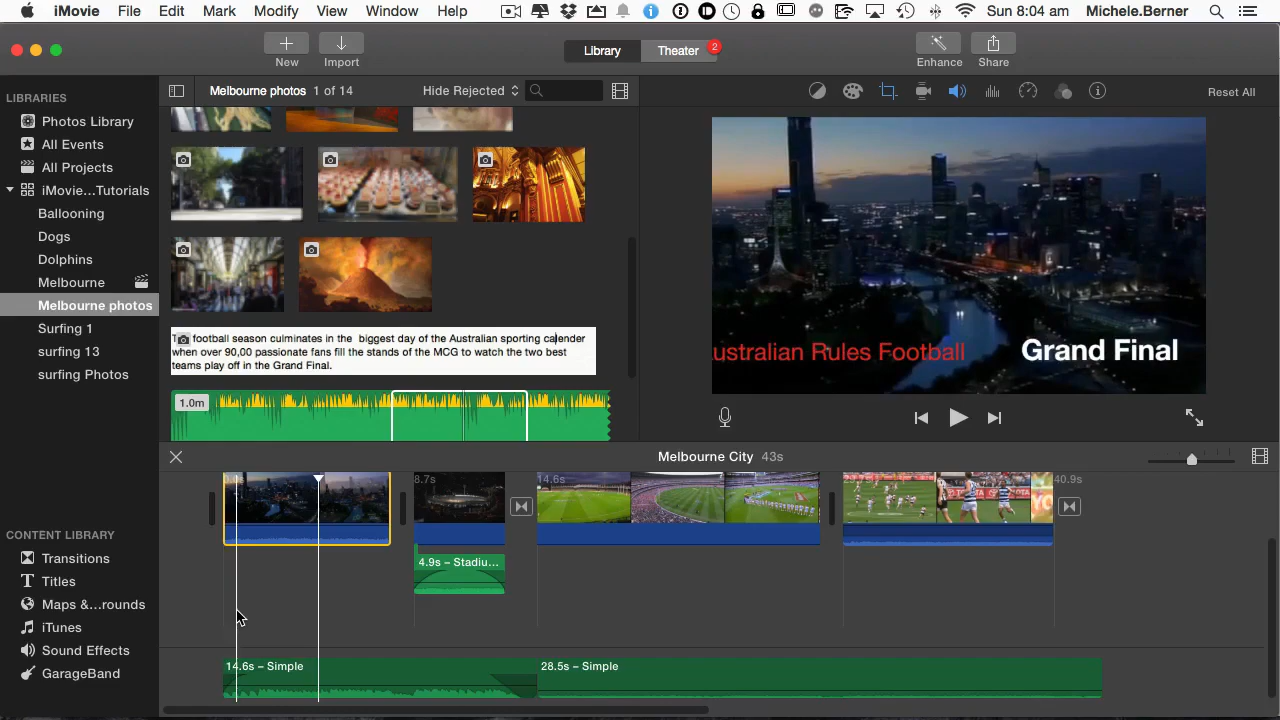 iMovie File Edit Mark Modify View Window Help Sun 8:04 am Michele.Berner
New Import Library Theater 2 Enhance Share
LIBRARIES
Photos Library
All Events
All Projects
iMovie...Tutorials
Ballooning
Dogs
Dolphins
Melbourne
Melbourne photos
Surfing 1
surfing 13
surfing Photos
CONTENT LIBRARY
Transitions
Titles
Maps &...rounds
iTunes
Sound Effects
GarageBand
Melbourne photos 1 of 14 Hide Rejected
football season culminates in the biggest day of the Australian sporting calender
when over 90,00 passionate fans fill the stands of the MCG to watch the two best
teams play off in the Grand Final.
1.0m
Reset All
ustralian Rules Football Grand Final
Melbourne City 43s
8.7s 14.6s 40.9s
4.9s – Stadiu...
14.6s – Simple 28.5s – Simple